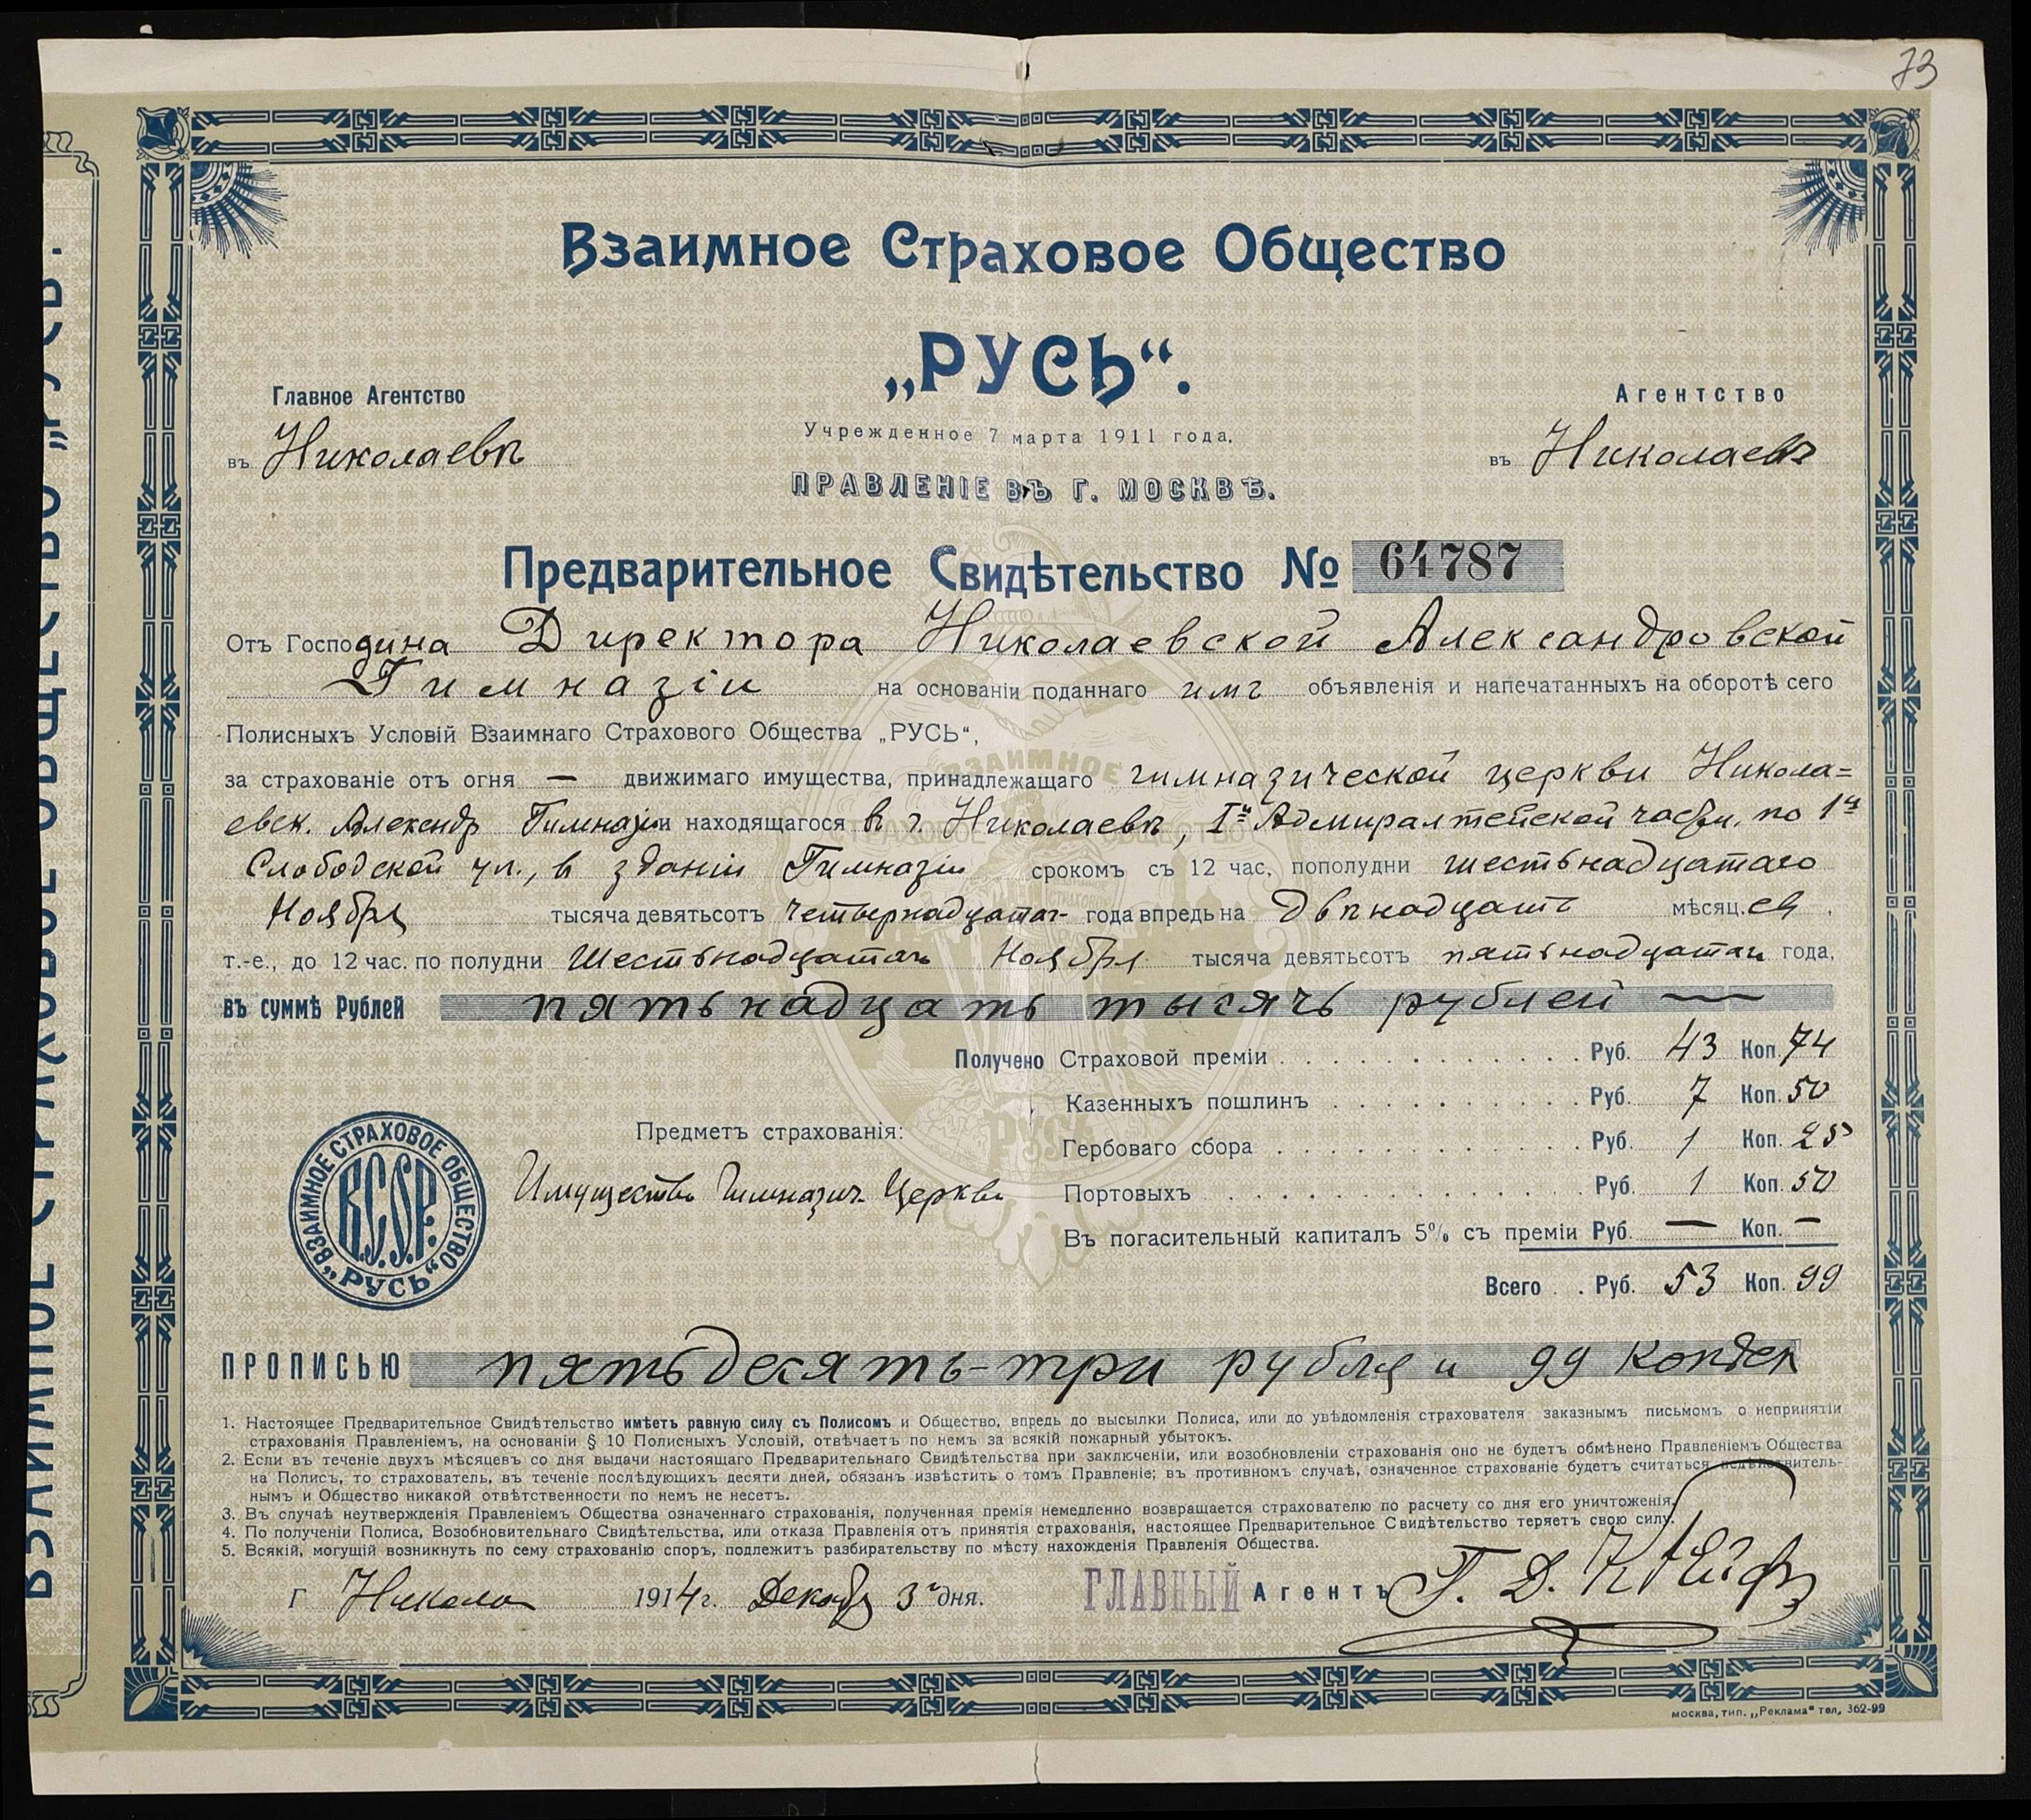 73
Взаимное Страховое Общество
„РУСЬ“.
Главное Агентство
Агентство
Учрежденное 7 марта 1911 года.
въ Николаевѣ
въ Николаевѣ
ПРАВЛЕНІЕ ВЪ Г. МОСКВѢ.
Предварительное Свидѣтельство № 64787
Отъ Господина Директора Николаевской Александровской
Гимназіи на основаніи поданнаго имъ объявленія и напечатанныхъ на оборотѣ сего
Полисныхъ Условій Взаимнаго Страхового Общества „РУСЬ“,
за страхованіе отъ огня — движимаго имущества, принадлежащаго гимназической церкви Никола=
евск. Александр Гимназіи находящагося в г. Николаевѣ, Iй Адмиралтейской части, по 1й
Слободской ул., в зданіи Гимназіи срокомъ съ 12 час, пополудни шестьнадцатаго
Ноября тысяча девятьсотъ четырнадцатаг года впредь на двѣнадцать мѣсяц.ев
т.-е., до 12 час. по полудни Шестьнадцатаг Ноября тысяча девятьсотъ пятьнадцатаг года,
въ суммѣ Рублей пятьнадцать тысячъ рублей —
Получено Страховой преміи . . . Руб. 43 Коп. 74
Казенныхъ пошлинъ . . . Руб. 7 Коп. 50
Предметъ страхованія:
Гербоваго сбора . . . Руб. 1 Коп. 25
Имущество Гимназич. Церкви
Портовыхъ . . . Руб. 1 Коп. 50
Въ погасительный капиталъ 5% съ преміи Руб. — Коп. —
Всего . . Руб. 53 Коп. 99
ВЗАИМНОЕ СТРАХОВОЕ ОБЩЕСТВО „РУСЬ“
В.С.О.Р.
ПРОПИСЬЮ пятьдесять-три рубля и 99 копѣек
1. Настоящее Предварительное Свидѣтельство имѣетъ равную силу съ Полисомъ и Общество, впредь до высылки Полиса, или до увѣдомленія страхователя заказнымъ письмомъ о непринятіи
страхованія Правленіемъ, на основаніи § 10 Полисныхъ Условій, отвѣчаетъ по немъ за всякій пожарный убытокъ.
2. Если въ теченіе двухъ мѣсяцевъ со дня выдачи настоящаго Предварительнаго Свидѣтельства при заключеніи, или возобновленіи страхованія оно не будетъ обмѣнено Правленіемъ Общества
на Полисъ, то страхователь, въ теченіе послѣдующихъ десяти дней, обязанъ извѣстить о томъ Правленіе; въ противномъ случаѣ, означенное страхование будетъ считаться недѣйствитель-
нымъ и Общество никакой отвѣтственности по немъ не несетъ.
3. Въ случаѣ неутвержденія Правленіемъ Общества означеннаго страхованія, полученная премія немедленно возвращается страхователю по расчету со дня его уничтоженія.
4. По полученіи Полиса, Возобновительнаго Свидѣтельства, или отказа Правленія отъ принятія страхованія, настоящее Предварительное Свидѣтельство теряетъ свою силу.
5. Всякій, могущій возникнуть по сему страхованію споръ, подлежитъ разбирательству по мѣсту нахожденія Правленія Общества.
Г Николаев 1914 г. Декабр 3го дня. ГЛАВНЫЙ Агентъ Г. Д.
москва, тип. „Реклама“ тел, 362-99
ВЗАИМНОЕ СТРАХОВОЕ ОБЩЕСТВО „РУСЬ“.